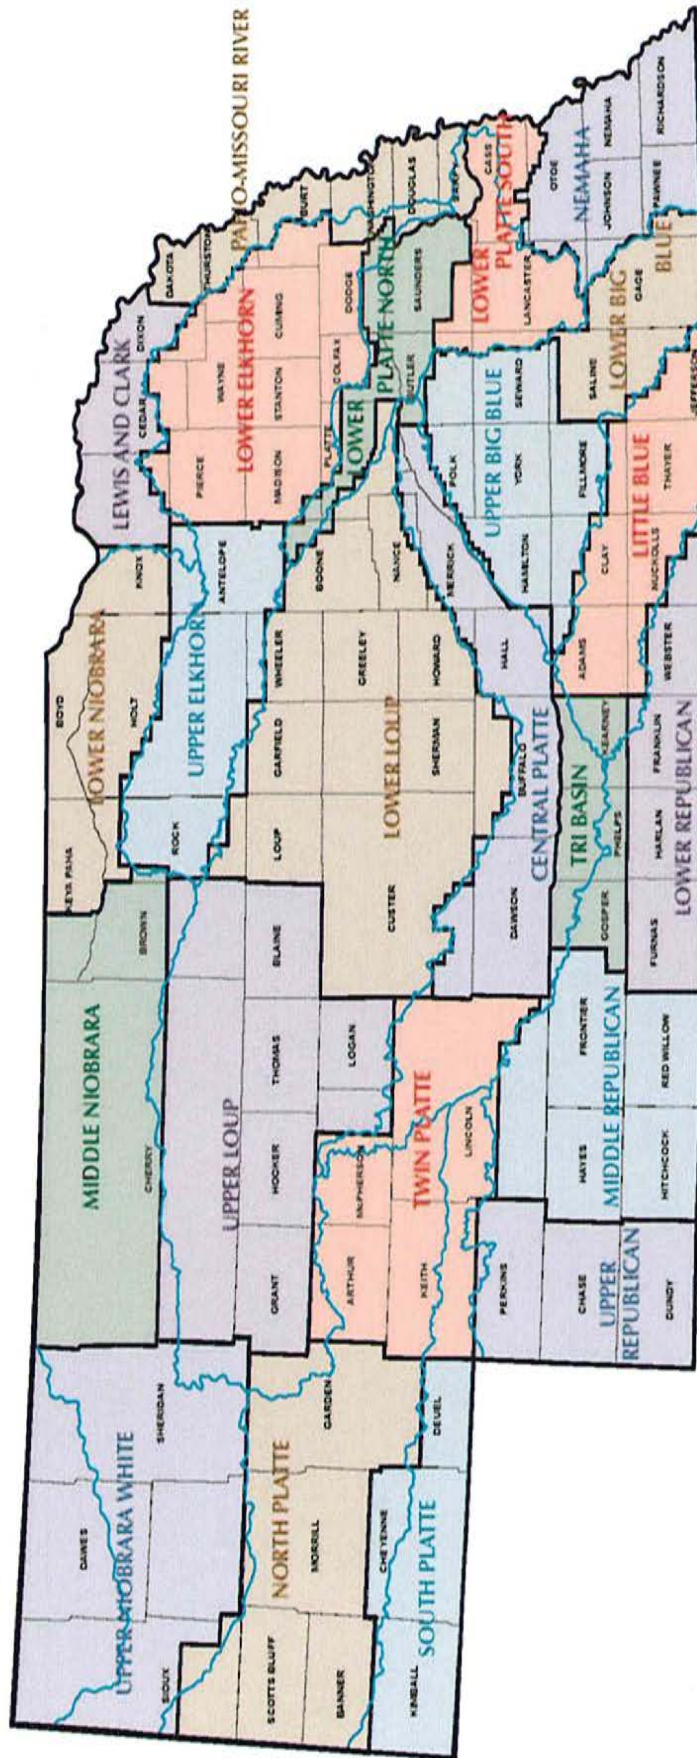 UPPER NIOBRARA WHITE
SIOUX
DAWES
SHERIDAN
NORTH PLATTE
SCOTTS BLUFF
BANNER
MORRILL
GARDEN
SOUTH PLATTE
KIMBALL
CHEYENNE
DEUEL
MIDDLE NIOBRARA
CHERRY
BROWN
KEYA PAHA
UPPER LOUP
GRANT
HOOKER
THOMAS
BLAINE
LOGAN
TWIN PLATTE
ARTHUR
McPHERSON
KEITH
LINCOLN
UPPER
REPUBLICAN
PERKINS
CHASE
DUNDY
MIDDLE REPUBLICAN
HAYES
FRONTIER
HITCHCOCK
RED WILLOW
LOWER NIOBRARA
BOYD
HOLT
KNOX
UPPER ELKHORN
ROCK
ANTELOPE
LOWER LOUP
LOUP
GARFIELD
WHEELER
CUSTER
SHERMAN
GREELEY
HOWARD
BOONE
NANCE
CENTRAL PLATTE
DAWSON
BUFFALO
HALL
MERRICK
TRI BASIN
GOSPER
PHELPS
KEARNEY
LOWER REPUBLICAN
FURNAS
HARLAN
FRANKLIN
WEBSTER
LEWIS AND CLARK
CEDAR
DIXON
LOWER ELKHORN
PIERCE
WAYNE
MADISON
STANTON
CUMING
COLFAX
DODGE
PLATTE
PAPIO-MISSOURI RIVER
DAKOTA
THURSTON
BURT
WASHINGTON
DOUGLAS
SARPY
LOWER
PLATTE NORTH
BUTLER
SAUNDERS
LOWER
PLATTE SOUTH
CASS
LANCASTER
UPPER BIG BLUE
POLK
YORK
SEWARD
HAMILTON
FILLMORE
LITTLE BLUE
ADAMS
CLAY
NUCKOLLS
THAYER
JEFFERSON
LOWER BIG
BLUE
SALINE
GAGE
NEMAHA
OTOE
JOHNSON
NEMAHA
PAWNEE
RICHARDSON